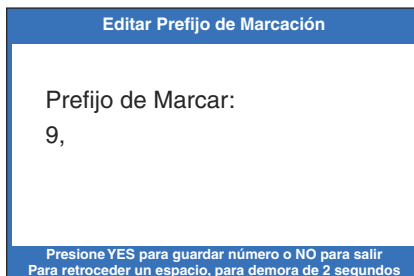 Editar Prefijo de Marcación
Prefijo de Marcar:
9,
Presione YES para guardar número o NO para salir
Para retroceder un espacio, para demora de 2 segundos